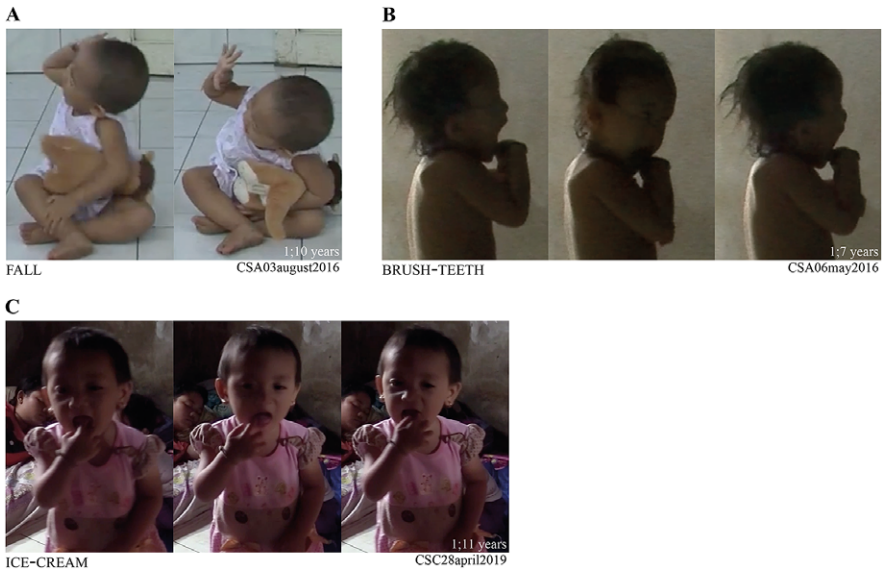 A
B
1;10 years
FALL
CSA03august2016
1;7 years
BRUSH-TEETH
CSA06may2016
C
1;11 years
ICE-CREAM
CSC28april2019